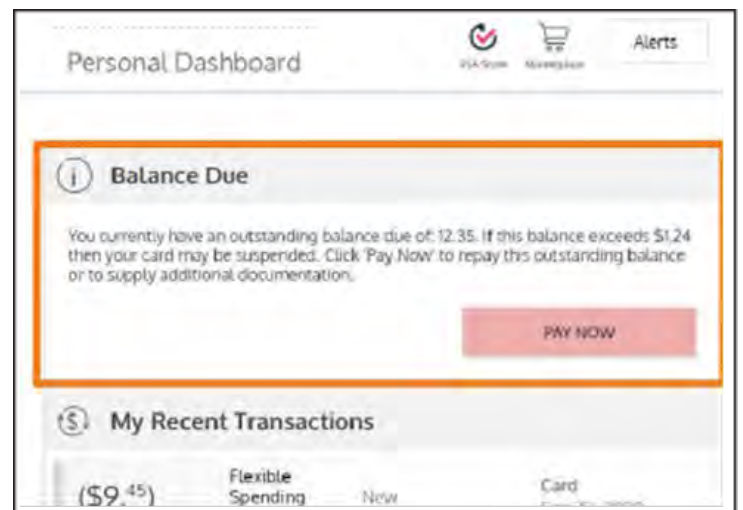 Alerts
Personal Dashboard
Balance Due
You currently have an outstanding balance due of: 12.35. If this balance exceeds $1.24
then your card may be suspended. Click 'Pay Now' to repay this outstanding balance
or to supply additional documentation.
PAY NOW
My Recent Transactions
($9.45)
Flexible
Spending
New
Card